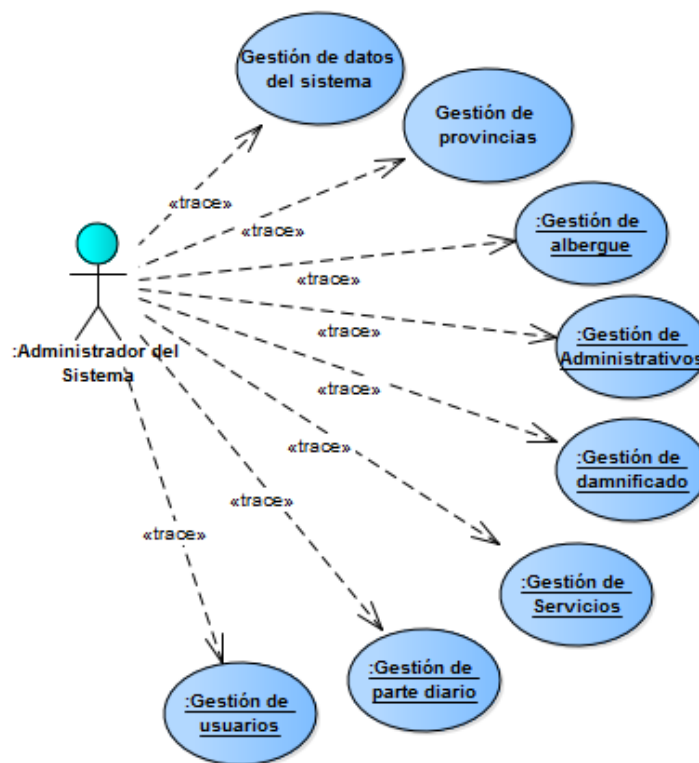 Gestión de datos
del sistema
Gestión de
provincias
«trace»
«trace»
:Gestión de
albergue
«trace»
:Gestión de
Administrativos
«trace»
:Administrador del
Sistema
«trace»
:Gestión de
damnificado
«trace»
«trace»
«trace»
:Gestión de
Servicios
:Gestión de
parte diario
:Gestión de
usuarios